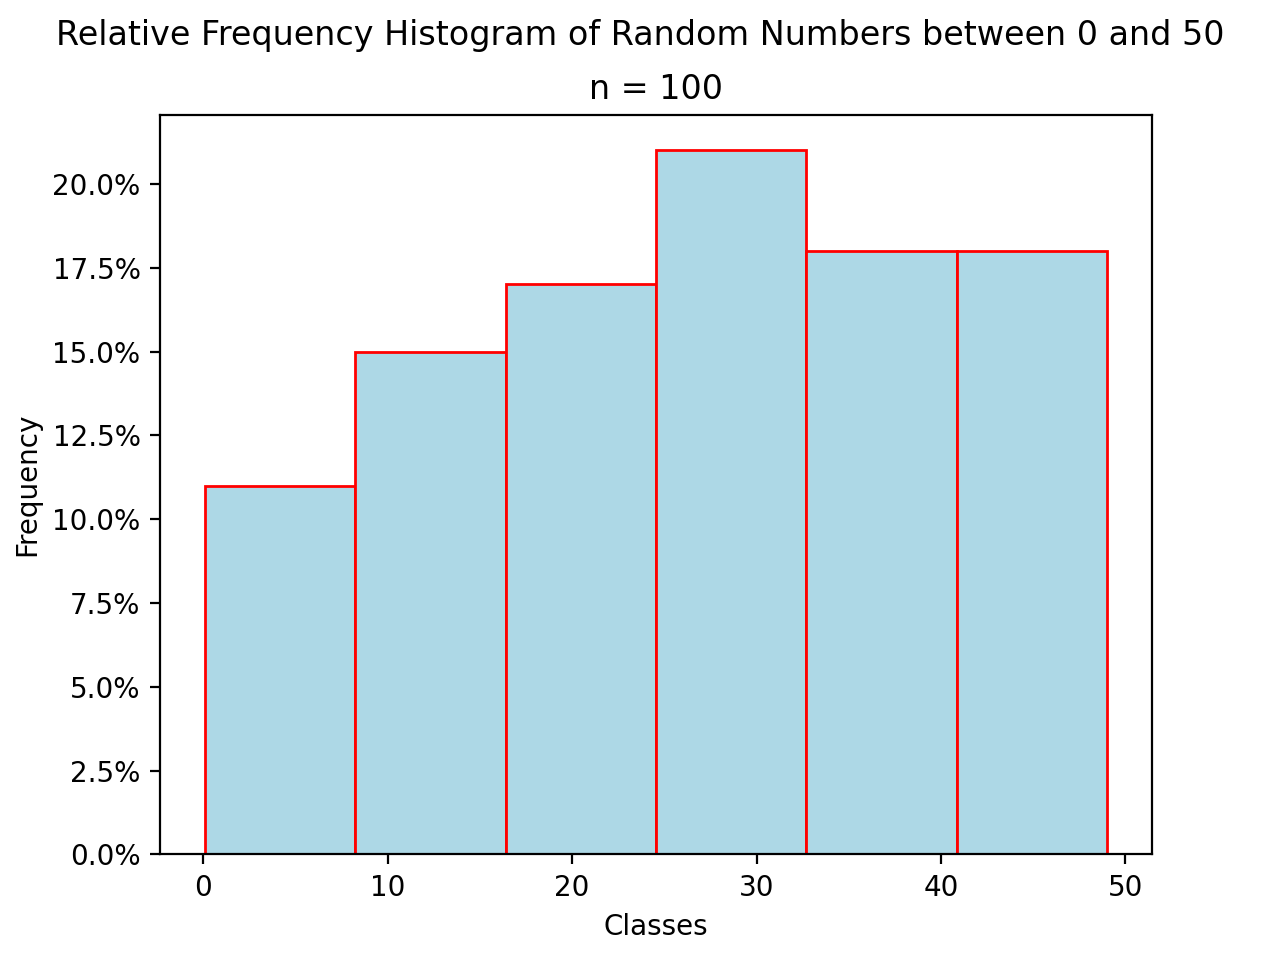 Relative Frequency Histogram of Random Numbers between 0 and 50
n = 100
20.0%
17.5%
15.0%
12.5%
10.0%
7.5%
5.0%
2.5%
0.0%
Frequency
0 10 20 30 40 50
Classes